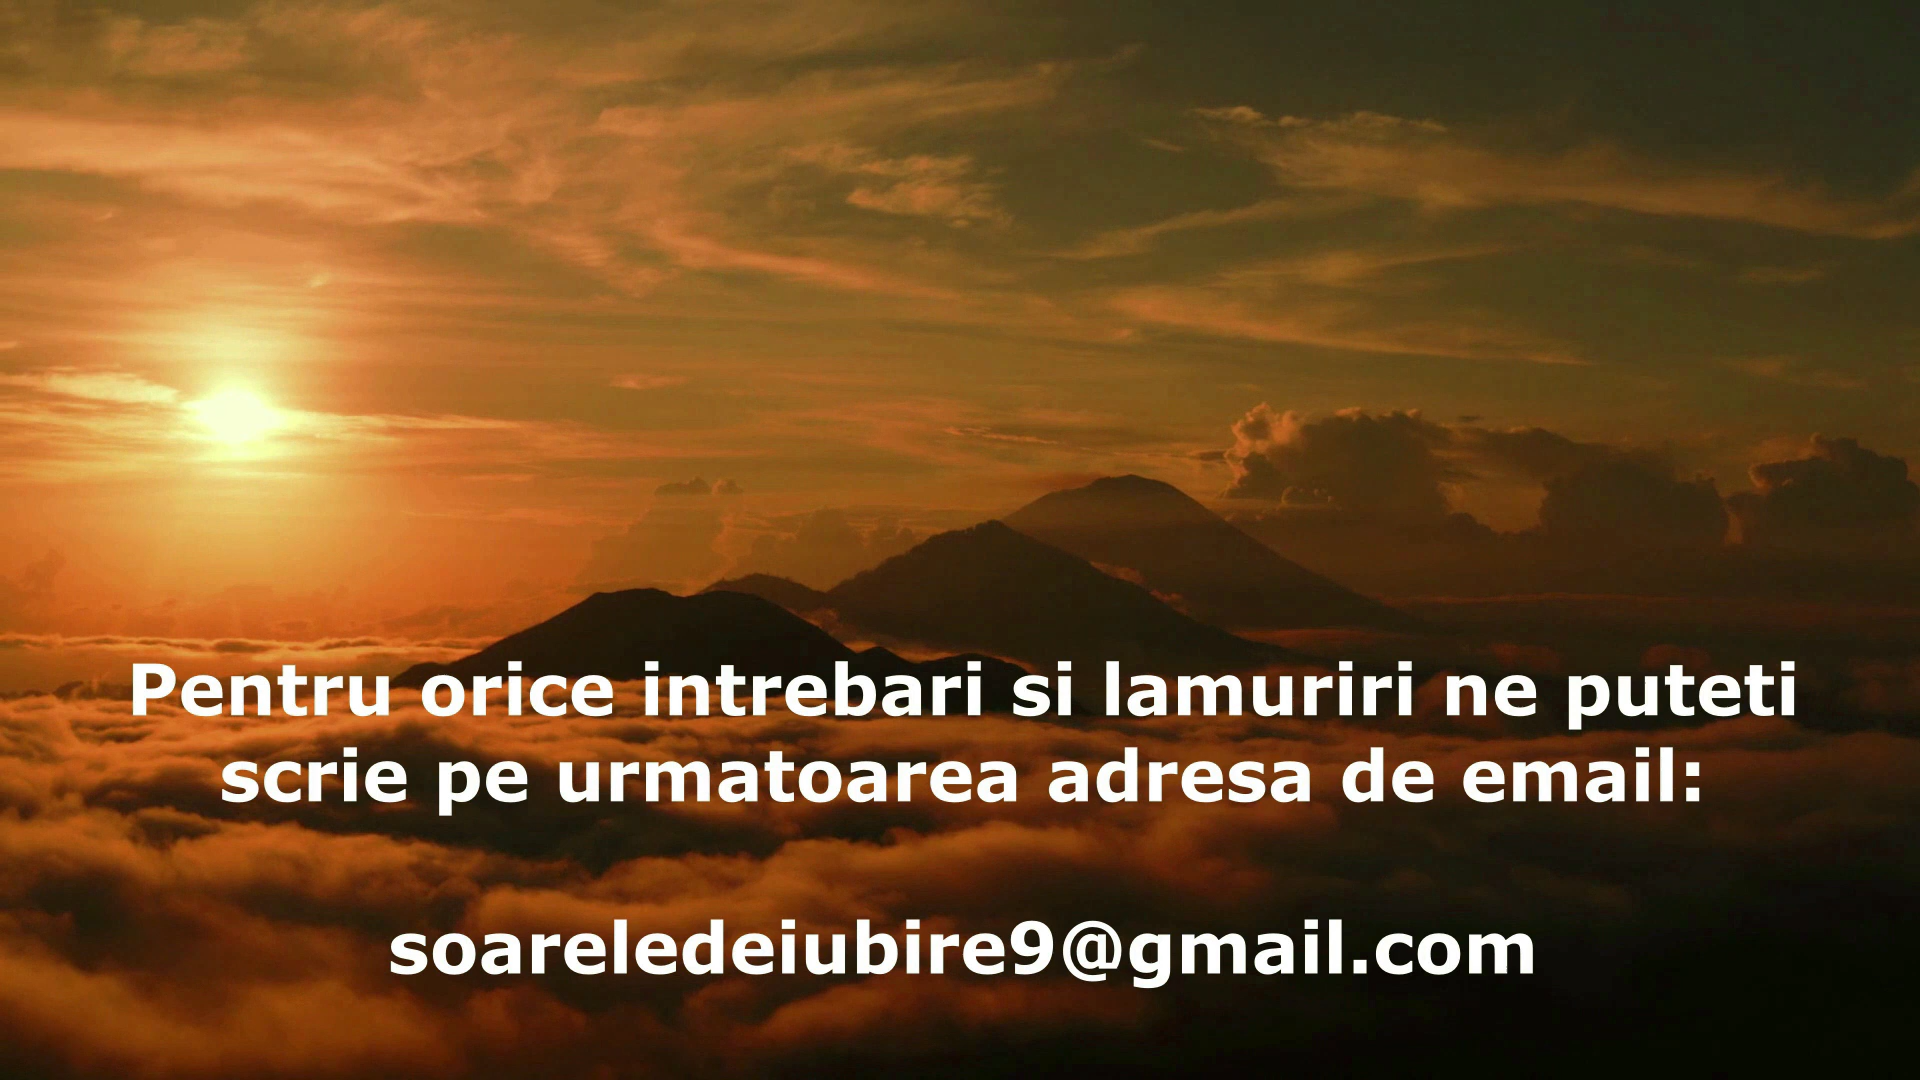 Pentru orice intrebari si lamuriri ne puteti
scrie pe urmatoarea adresa de email:
soareledeiubire9@gmail.com